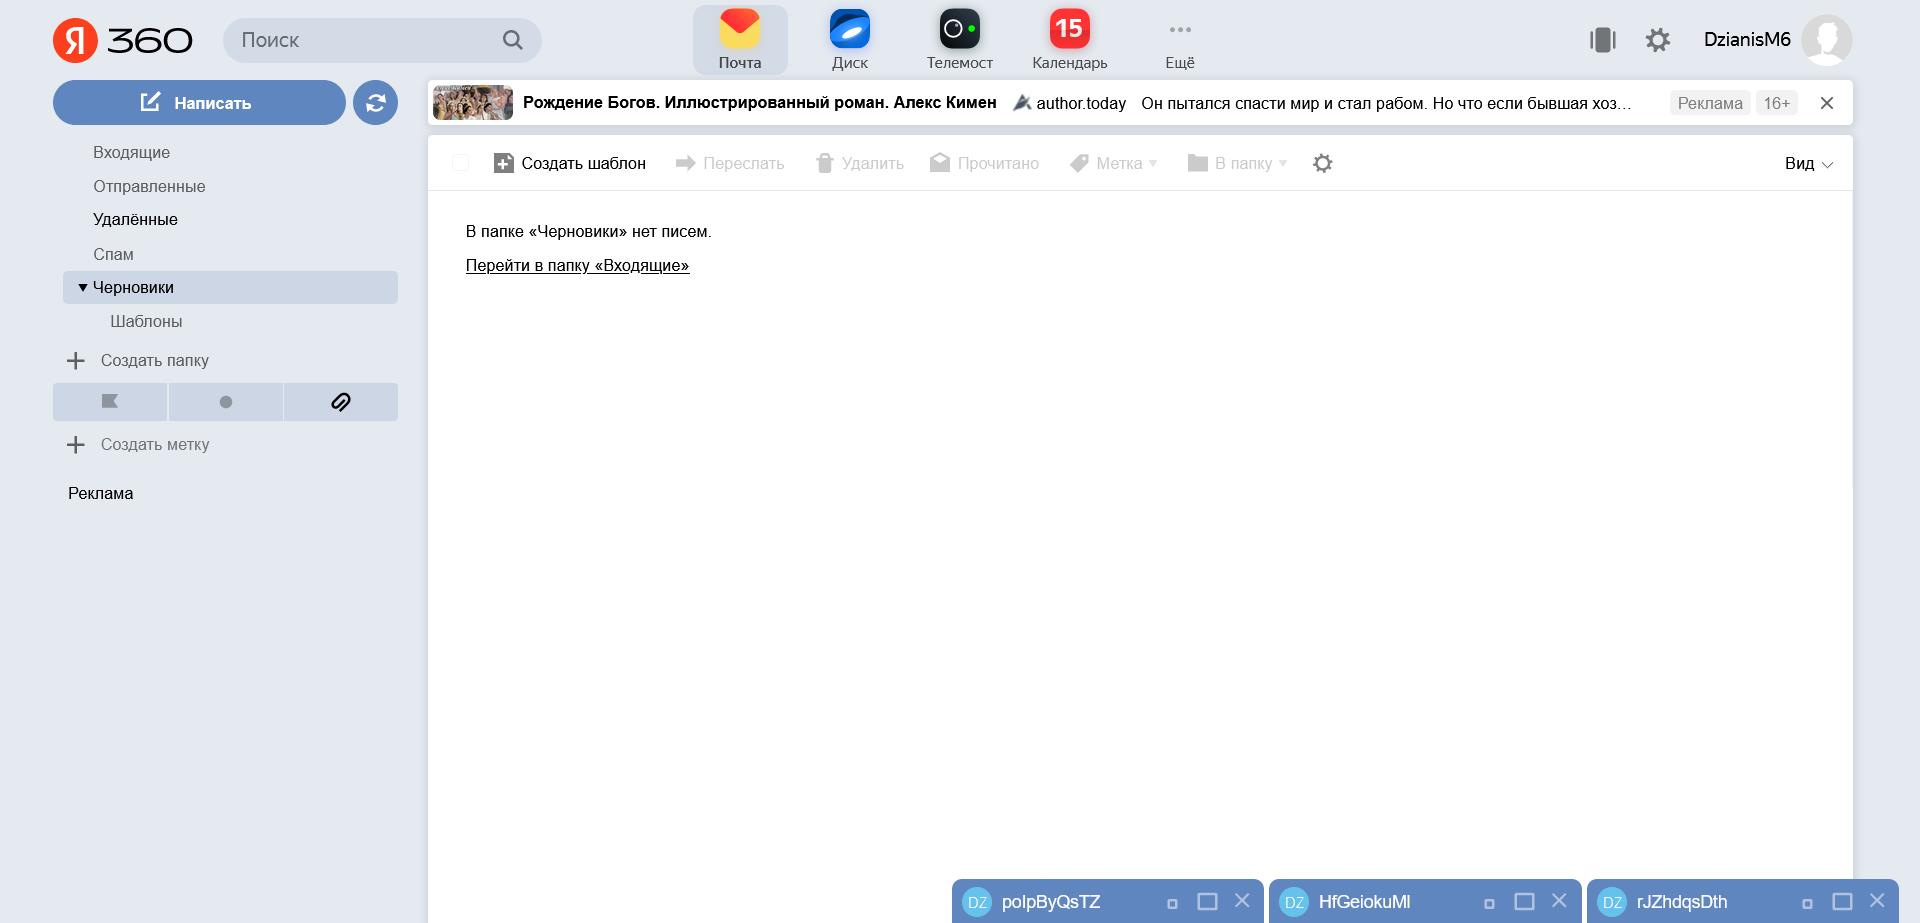 Я 360
Поиск
Почта
Диск
Телемост
15
Календарь
Ещё
DzianisM6
Написать
Рождение Богов. Иллюстрированный роман. Алекс Кимен
author.today
Он пытался спасти мир и стал рабом. Но что если бывшая хоз...
Реклама
16+
Входящие
Отправленные
Удалённые
Спам
Черновики
Шаблоны
Создать папку
Создать метку
Реклама
Создать шаблон
Переслать
Удалить
Прочитано
Метка
В папку
Вид
В папке «Черновики» нет писем.
Перейти в папку «Входящие»
DZ poIpByQsTZ
DZ HfGeiokuMl
DZ rJZhdqsDth